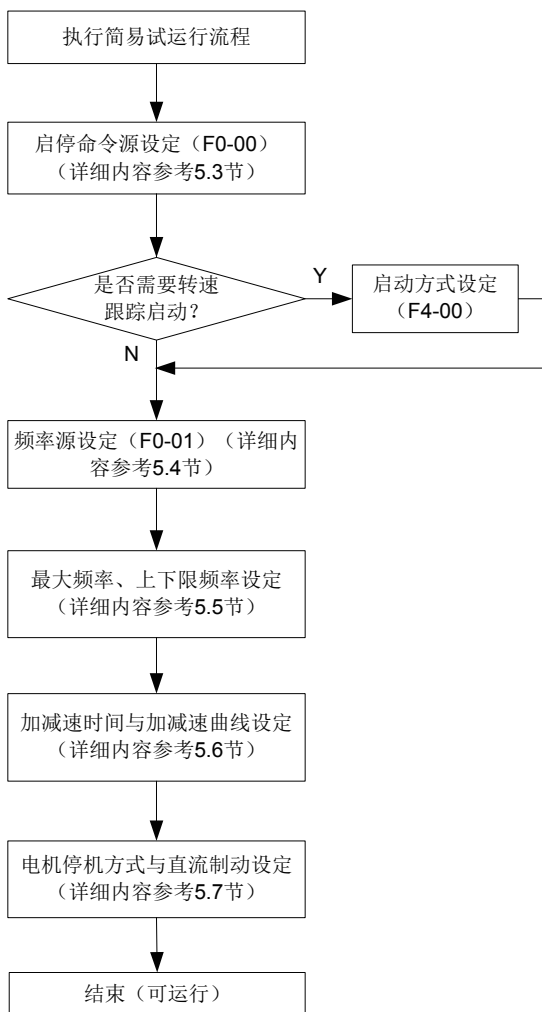 执行简易试运行流程
启停命令源设定（F0-00）
（详细内容参考5.3节）
是否需要转速
跟踪启动？
Y
启动方式设定
（F4-00）
N
频率源设定（F0-01）（详细内
容参考5.4节）
最大频率、上下限频率设定
（详细内容参考5.5节）
加减速时间与加减速曲线设定
（详细内容参考5.6节）
电机停机方式与直流制动设定
（详细内容参考5.7节）
结束（可运行）